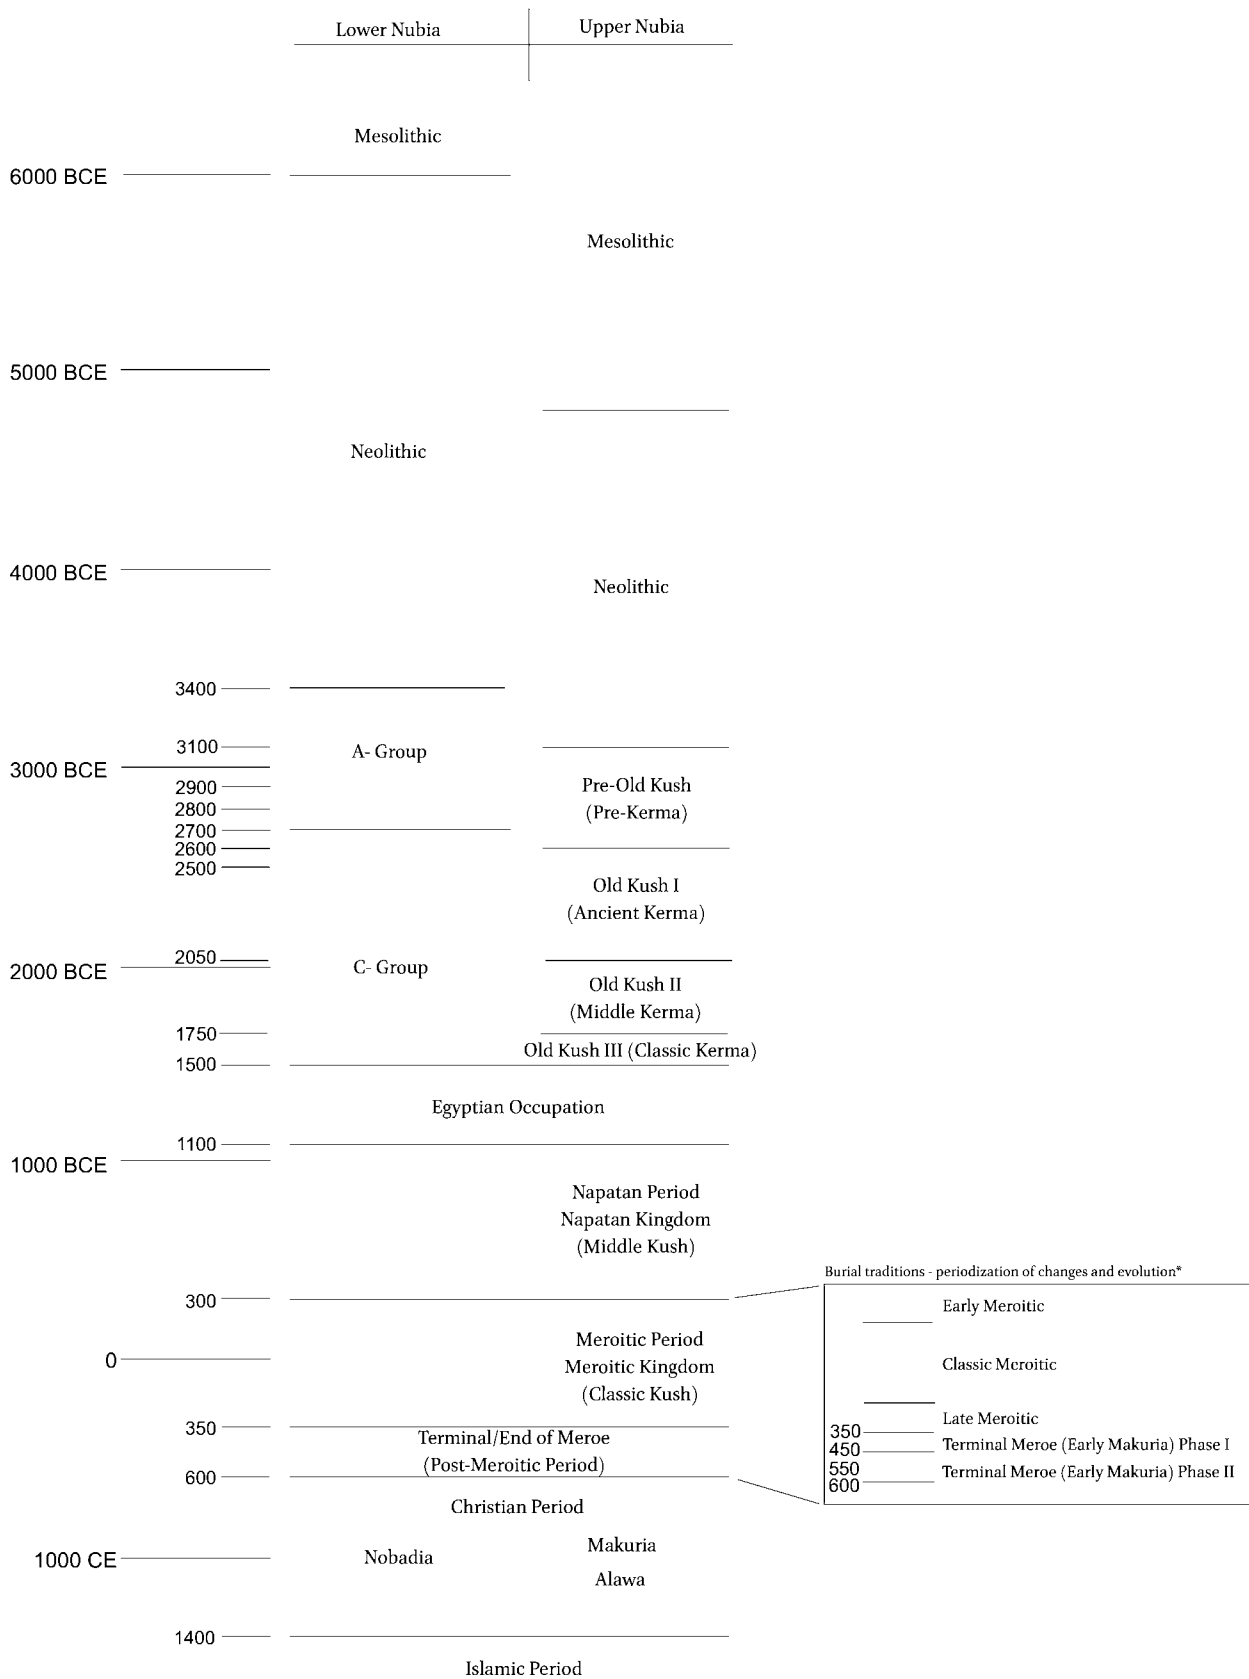 Lower Nubia
Upper Nubia
Mesolithic
6000 BCE
Mesolithic
5000 BCE
Neolithic
4000 BCE
Neolithic
3400
3100
A- Group
3000 BCE
2900
Pre-Old Kush
2800
(Pre-Kerma)
2700
2600
2500
Old Kush I
(Ancient Kerma)
2050
2000 BCE
C- Group
Old Kush II
(Middle Kerma)
1750
Old Kush III (Classic Kerma)
1500
Egyptian Occupation
1100
1000 BCE
Napatan Period
Napatan Kingdom
(Middle Kush)
300
Meroitic Period
0
Meroitic Kingdom
(Classic Kush)
350
Terminal/End of Meroe
(Post-Meroitic Period)
600
Christian Period
Makuria
1000 CE
Nobadia
Alawa
1400
Islamic Period
Burial traditions - periodization of changes and evolution*
Early Meroitic
Classic Meroitic
Late Meroitic
350
450
Terminal Meroe (Early Makuria) Phase I
550
Terminal Meroe (Early Makuria) Phase II
600